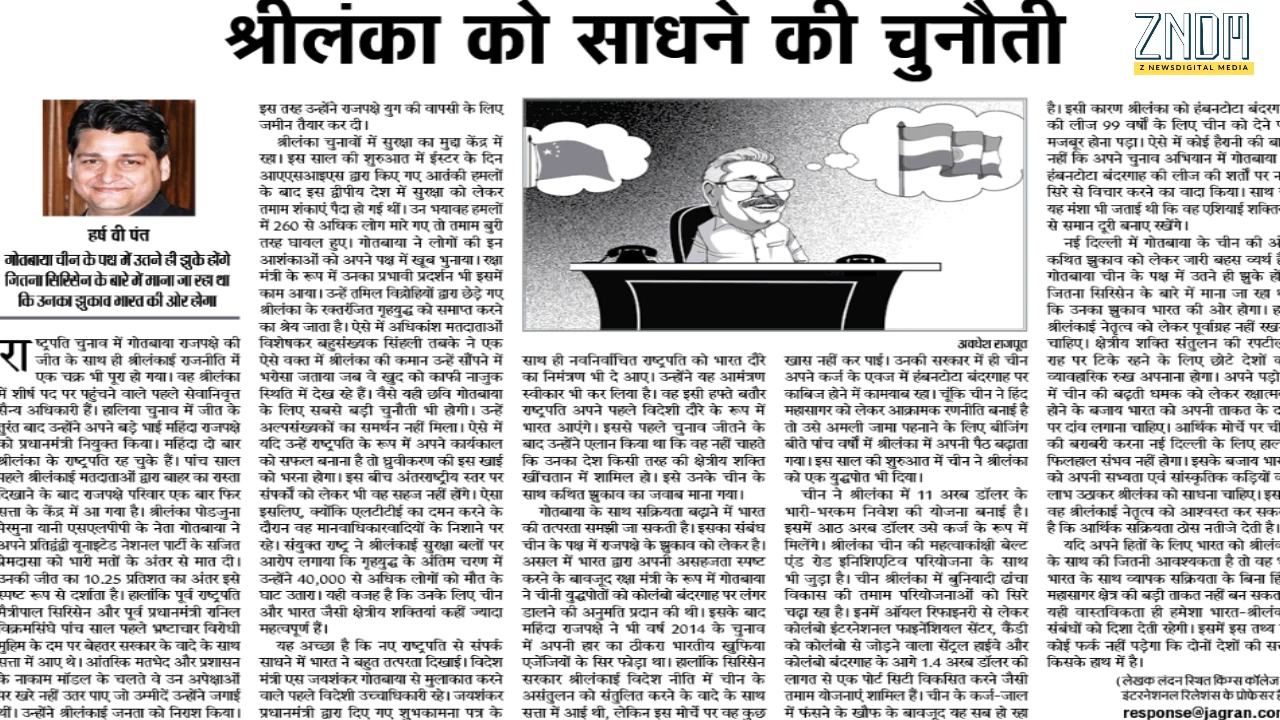 श्रीलंका को साधने की चुनौती
ZNDM
Z NEWSDIGITAL MEDIA
हर्ष वी पंत
गोतबाया चीन के पक्ष में उतने ही झुके होंगे
जितना सिरिसेन के बारे में माना जा रहा था
कि उनका झुकाव भारत की ओर होगा
राष्ट्रपति चुनाव में गोतबाया राजपक्षे की
जीत के साथ ही श्रीलंकाई राजनीति में
एक चक्र भी पूरा हो गया। वह श्रीलंका
में शीर्ष पद पर पहुंचने वाले पहले सेवानिवृत्त
सैन्य अधिकारी हैं। हालिया चुनाव में जीत के
तुरंत बाद उन्होंने अपने बड़े भाई महिंदा राजपक्षे
को प्रधानमंत्री नियुक्त किया। महिंदा दो बार
श्रीलंका के राष्ट्रपति रह चुके हैं। पांच साल
पहले श्रीलंकाई मतदाताओं द्वारा बाहर का रास्ता
दिखाने के बाद राजपक्षे परिवार एक बार फिर
सत्ता के केंद्र में आ गया है। श्रीलंका पोडजुना
पेरमुना यानी एसएलपीपी के नेता गोतबाया ने
अपने प्रतिद्वंद्वी यूनाइटेड नेशनल पार्टी के सजित
प्रेमदासा को भारी मतों के अंतर से मात दी।
उनकी जीत का 10.25 प्रतिशत का अंतर इसे
स्पष्ट रूप से दर्शाता है। हालांकि पूर्व राष्ट्रपति
मैत्रीपाल सिरिसेन और पूर्व प्रधानमंत्री रानिल
विक्रमसिंघे पांच साल पहले भ्रष्टाचार विरोधी
मुहिम के दम पर बेहतर सरकार के वादे के साथ
सत्ता में आए थे। आंतरिक मतभेद और प्रशासन
के नाकाम मॉडल के चलते वे उन अपेक्षाओं
पर खरे नहीं उतर पाए जो उम्मीदें उन्होंने जगाई
थीं। उन्होंने श्रीलंकाई जनता को निराश किया।
इस तरह उन्होंने राजपक्षे युग की वापसी के लिए
जमीन तैयार कर दी।
श्रीलंका चुनावों में सुरक्षा का मुद्दा केंद्र में
रहा। इस साल की शुरुआत में ईस्टर के दिन
आएएसआइएस द्वारा किए गए आतंकी हमलों
के बाद इस द्वीपीय देश में सुरक्षा को लेकर
तमाम शंकाएं पैदा हो गई थीं। उन भयावह हमलों
में 260 से अधिक लोग मारे गए तो तमाम बुरी
तरह घायल हुए। गोतबाया ने लोगों की इन
आशंकाओं को अपने पक्ष में खूब भुनाया। रक्षा
मंत्री के रूप में उनका प्रभावी प्रदर्शन भी इसमें
काम आया। उन्हें तमिल विद्रोहियों द्वारा छेड़े गए
श्रीलंका के रक्तरंजित गृहयुद्ध को समाप्त करने
का श्रेय जाता है। ऐसे में अधिकांश मतदाताओं
विशेषकर बहुसंख्यक सिंहली तबके ने एक
ऐसे वक्त में श्रीलंका की कमान उन्हें सौंपने में
भरोसा जताया जब वे खुद को काफी नाजुक
स्थिति में देख रहे हैं। वैसे यही छवि गोतबाया
के लिए सबसे बड़ी चुनौती भी होगी। उन्हें
अल्पसंख्यकों का समर्थन नहीं मिला। ऐसे में
यदि उन्हें राष्ट्रपति के रूप में अपने कार्यकाल
को सफल बनाना है तो ध्रुवीकरण की इस खाई
को भरना होगा। इस बीच अंतरराष्ट्रीय स्तर पर
संपर्कों को लेकर भी वह सहज नहीं होंगे। ऐसा
इसलिए, क्योंकि एलटीटीई का दमन करने के
दौरान वह मानवाधिकारवादियों के निशाने पर
रहे। संयुक्त राष्ट्र ने श्रीलंकाई सुरक्षा बलों पर
आरोप लगाया कि गृहयुद्ध के अंतिम चरण में
उन्होंने 40,000 से अधिक लोगों को मौत के
घाट उतारा। यही वजह है कि उनके लिए चीन
और भारत जैसी क्षेत्रीय शक्तियां कहीं ज्यादा
महत्वपूर्ण हैं।
यह अच्छा है कि नए राष्ट्रपति से संपर्क
साधने में भारत ने बहुत तत्परता दिखाई। विदेश
मंत्री एस जयशंकर गोतबाया से मुलाकात करने
वाले पहले विदेशी उच्चाधिकारी रहे। जयशंकर
प्रधानमंत्री द्वारा दिए गए शुभकामना पत्र के
अवधेश राजपूत
साथ ही नवनिर्वाचित राष्ट्रपति को भारत दौरे
का निमंत्रण भी दे आए। उन्होंने यह आमंत्रण
स्वीकार भी कर लिया है। वह इसी हफ्ते बतौर
राष्ट्रपति अपने पहले विदेशी दौरे के रूप में
भारत आएंगे। इससे पहले चुनाव जीतने के
बाद उन्होंने एलान किया था कि वह नहीं चाहते
कि उनका देश किसी तरह की क्षेत्रीय शक्ति
खींचतान में शामिल हो। इसे उनके चीन के
साथ कथित झुकाव का जवाब माना गया।
गोतबाया के साथ सक्रियता बढ़ाने में भारत
की तत्परता समझी जा सकती है। इसका संबंध
चीन के पक्ष में राजपक्षे के झुकाव को लेकर है।
असल में भारत द्वारा अपनी असहजता स्पष्ट
करने के बावजूद रक्षा मंत्री के रूप में गोतबाया
ने चीनी युद्धपोतों को कोलंबो बंदरगाह पर लंगर
डालने की अनुमति प्रदान की थी। इसके बाद
महिंदा राजपक्षे ने भी वर्ष 2014 के चुनाव
में अपनी हार का ठीकरा भारतीय खुफिया
एजेंजियों के सिर फोड़ा था। हालांकि सिरिसेन
सरकार श्रीलंकाई विदेश नीति में चीन के
असंतुलन को संतुलित करने के वादे के साथ
सत्ता में आई थी, लेकिन इस मोर्चे पर वह कुछ
खास नहीं कर पाई। उनकी सरकार में ही चीन
अपने कर्ज के एवज में हंबनटोटा बंदरगाह पर
काबिज होने में कामयाब रहा। चूंकि चीन ने हिंद
महासागर को लेकर आक्रामक रणनीति बनाई है
तो उसे अमली जामा पहनाने के लिए बीजिंग
बीते पांच वर्षों में श्रीलंका में अपनी पैठ बढ़ाता
गया। इस साल की शुरुआत में चीन ने श्रीलंका
को एक युद्धपोत भी दिया।
चीन ने श्रीलंका में 11 अरब डॉलर के
भारी-भरकम निवेश की योजना बनाई है।
इसमें आठ अरब डॉलर उसे कर्ज के रूप में
मिलेंगे। श्रीलंका चीन की महत्वाकांक्षी बेल्ट
एंड रोड इनिशिएटिव परियोजना के साथ
भी जुड़ा है। चीन श्रीलंका में बुनियादी ढांचा
विकास की तमाम परियोजनाओं को सिरे
चढ़ा रहा है। इनमें ऑयल रिफाइनरी से लेकर
कोलंबो इंटरनेशनल फाइनेंशियल सेंटर, कैंडी
को कोलंबो से जोड़ने वाला सेंट्रल हाईवे और
कोलंबो बंदरगाह के आगे 1.4 अरब डॉलर की
लागत से एक पोर्ट सिटी विकसित करने जैसी
तमाम योजनाएं शामिल हैं। चीन के कर्ज-जाल
में फंसने के खौफ के बावजूद यह सब हो रहा
है। इसी कारण श्रीलंका को हंबनटोटा बंदरगा
की लीज 99 वर्षों के लिए चीन को देने प
मजबूर होना पड़ा। ऐसे में कोई हैरानी की बा
नहीं कि अपने चुनाव अभियान में गोतबाया
हंबनटोटा बंदरगाह की लीज की शर्तों पर न
सिरे से विचार करने का वादा किया। साथ
यह मंशा भी जताई थी कि वह एशियाई शक्ति
से समान दूरी बनाए रखेंगे।
नई दिल्ली में गोतबाया के चीन की ओ
कथित झुकाव को लेकर जारी बहस व्यर्थ है
गोतबाया चीन के पक्ष में उतने ही झुके हों
जितना सिरिसेन के बारे में माना जा रहा था
कि उनका झुकाव भारत की ओर होगा। ह
श्रीलंकाई नेतृत्व को लेकर पूर्वाग्रह नहीं रखन
चाहिए। क्षेत्रीय शक्ति संतुलन की रपटील
राह पर टिके रहने के लिए छोटे देशों क
व्यावहारिक रुख अपनाना होगा। अपने पड़ो
में चीन की बढ़ती धमक को लेकर रक्षात्म
होने के बजाय भारत को अपनी ताकत के द
पर दांव लगाना चाहिए। आर्थिक मोर्चे पर ची
की बराबरी करना नई दिल्ली के लिए हाल
फिलहाल संभव नहीं होगा। इसके बजाय भार
को अपनी सभ्यता एवं सांस्कृतिक कड़ियों क
लाभ उठाकर श्रीलंका को साधना चाहिए। इस
वह श्रीलंकाई नेतृत्व को आश्वस्त कर सक
है कि आर्थिक सक्रियता ठोस नतीजे देती है।
यदि अपने हितों के लिए भारत को श्रीलंक
के साथ की जितनी आवश्यकता है तो वह भ
भारत के साथ व्यापक सक्रियता के बिना हिं
महासागर क्षेत्र की बड़ी ताकत नहीं बन सकत
यही वास्तविकता ही हमेशा भारत-श्रीलंक
संबंधों को दिशा देती रहेगी। इसमें इस तथ्य
कोई फर्क नहीं पड़ेगा कि दोनों देशों की सर
किसके हाथ में है।
(लेखक लंदन स्थित किंग्स कॉलेज
इंटरनेशनल रिलेशंस के प्रोफेसर हैं
response@jagran.com